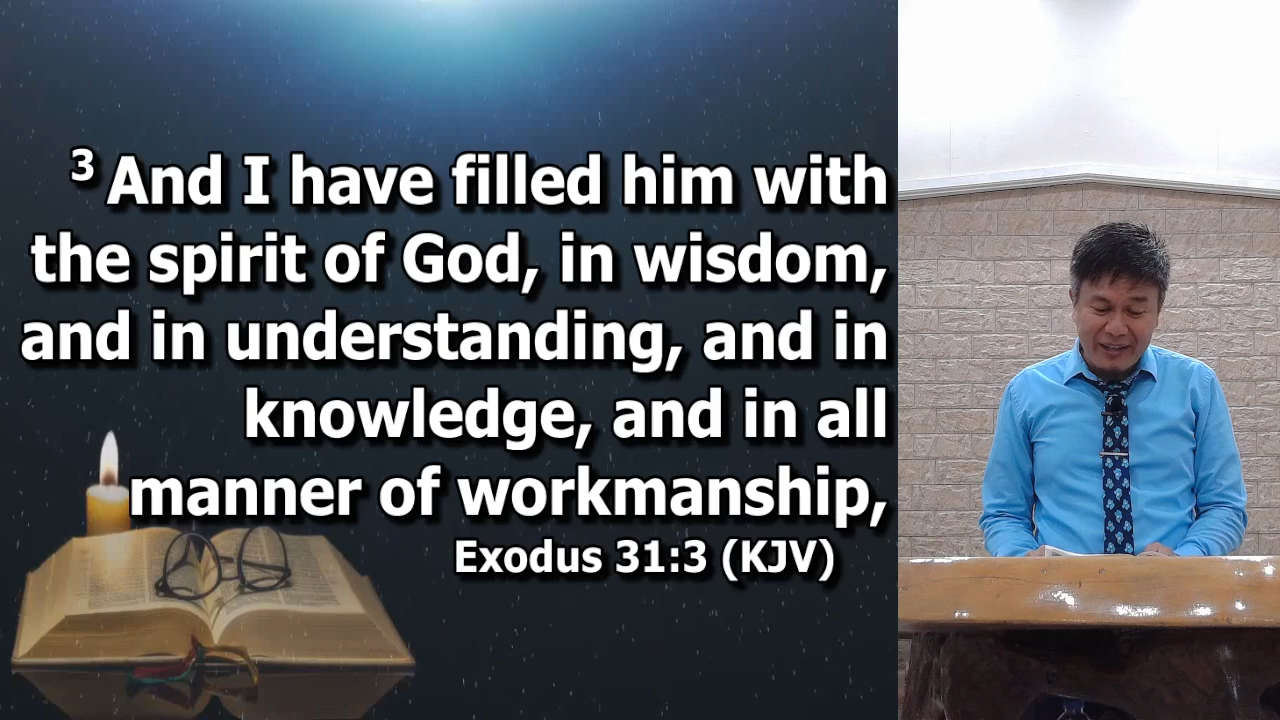 3 And I have filled him with
the spirit of God, in wisdom,
and in understanding, and in
knowledge, and in all
manner of workmanship,
Exodus 31:3 (KJV)